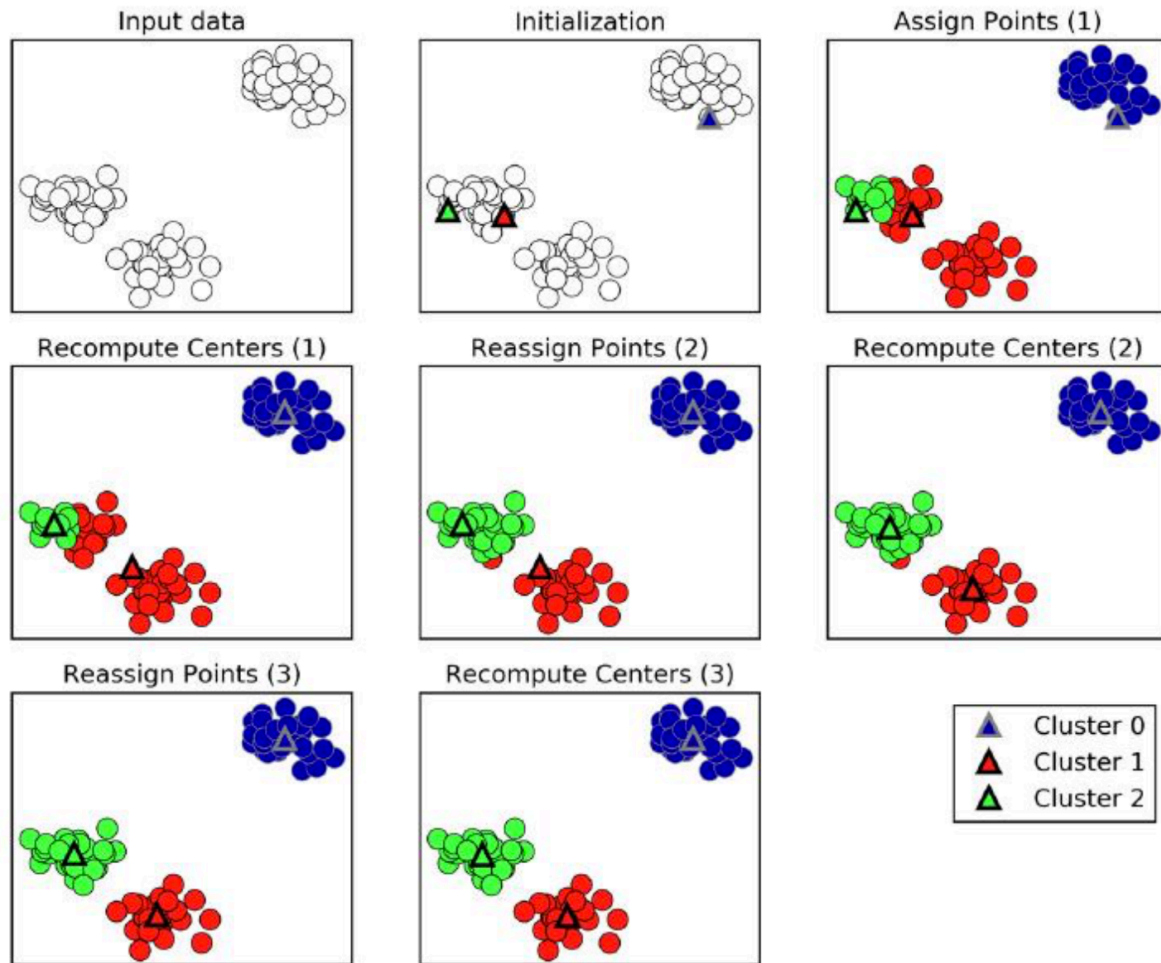 Input data
Initialization
Assign Points (1)
Recompute Centers (1)
Reassign Points (2)
Recompute Centers (2)
Reassign Points (3)
Recompute Centers (3)
Cluster 0
Cluster 1
Cluster 2